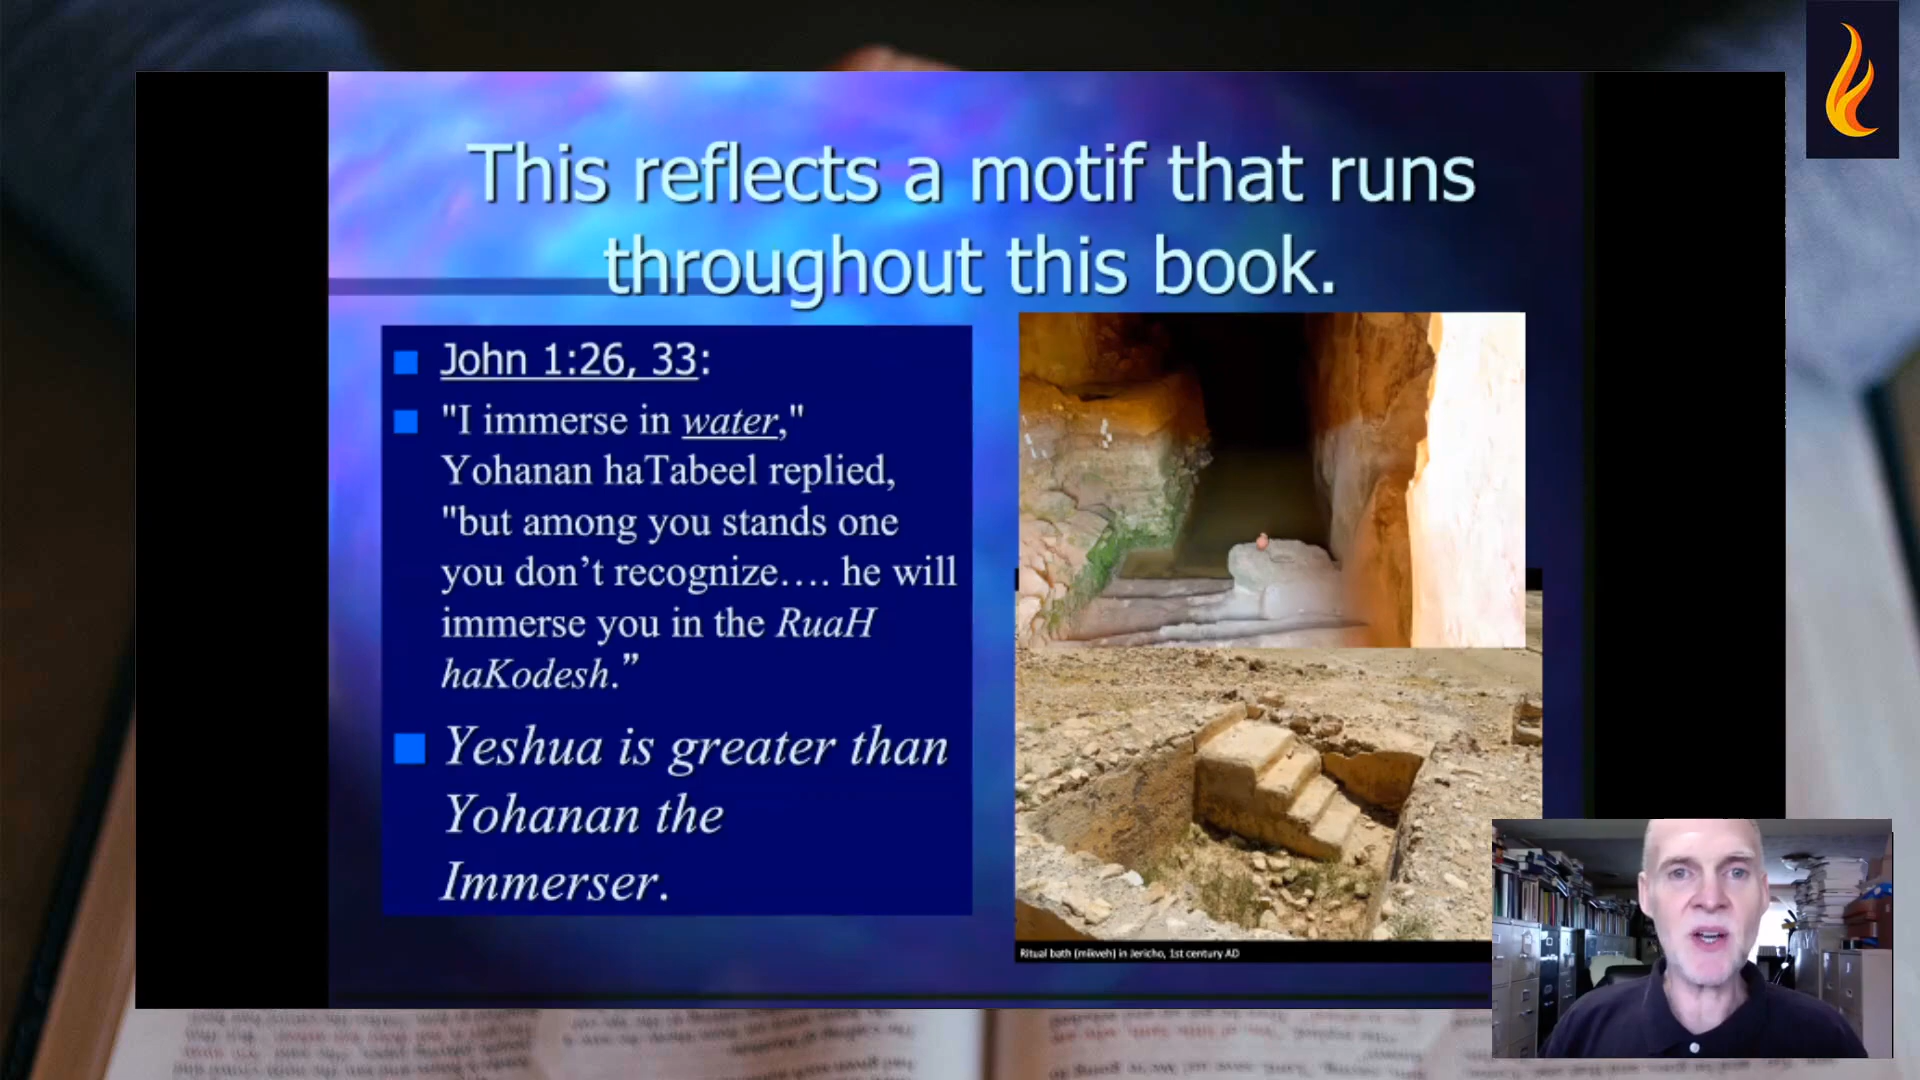 This reflects a motif that runs
throughout this book.
John 1:26, 33:
"I immerse in water,"
Yohanan haTabeel replied,
"but among you stands one
you don’t recognize…. he will
immerse you in the RuaH
haKodesh.”
Yeshua is greater than
Yohanan the
Immerser.
Ritual bath (mikveh) in Jericho, 1st century AD